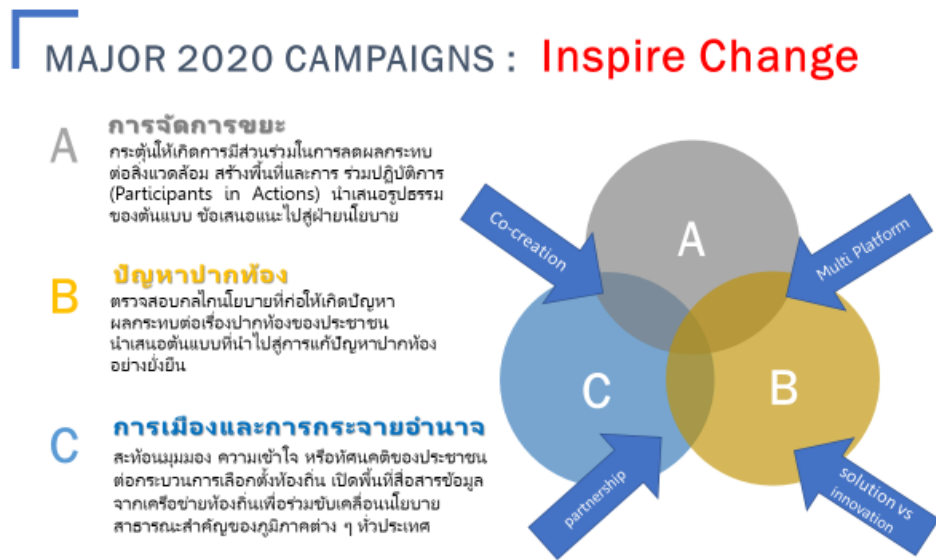 MAJOR 2020 CAMPAIGNS : Inspire Change
A
การจัดการขยะ
กระตุ้นให้เกิดการมีส่วนร่วมในการลดผลกระทบ
ต่อสิ่งแวดล้อม สร้างพื้นที่และการ ร่วมปฏิบัติการ
(Participants in Actions) นำเสนอรูปธรรม
ของต้นแบบ ข้อเสนอแนะไปสู่ฝ่ายนโยบาย
B
ปัญหาปากท้อง
ตรวจสอบกลไกนโยบายที่ก่อให้เกิดปัญหา
ผลกระทบต่อเรื่องปากท้องของประชาชน
นำเสนอต้นแบบที่นำไปสู่การแก้ปัญหาปากท้อง
อย่างยั่งยืน
C
การเมืองและการกระจายอำนาจ
สะท้อนมุมมอง ความเข้าใจ หรือทัศนคติของประชาชน
ต่อกระบวนการเลือกตั้งท้องถิ่น เปิดพื้นที่สื่อสารข้อมูล
จากเครือข่ายท้องถิ่นเพื่อร่วมขับเคลื่อนนโยบาย
สาธารณะสำคัญของภูมิภาคต่าง ๆ ทั่วประเทศ
Co-creation
A
Multi Platform
C
B
partnership
solution vs
innovation